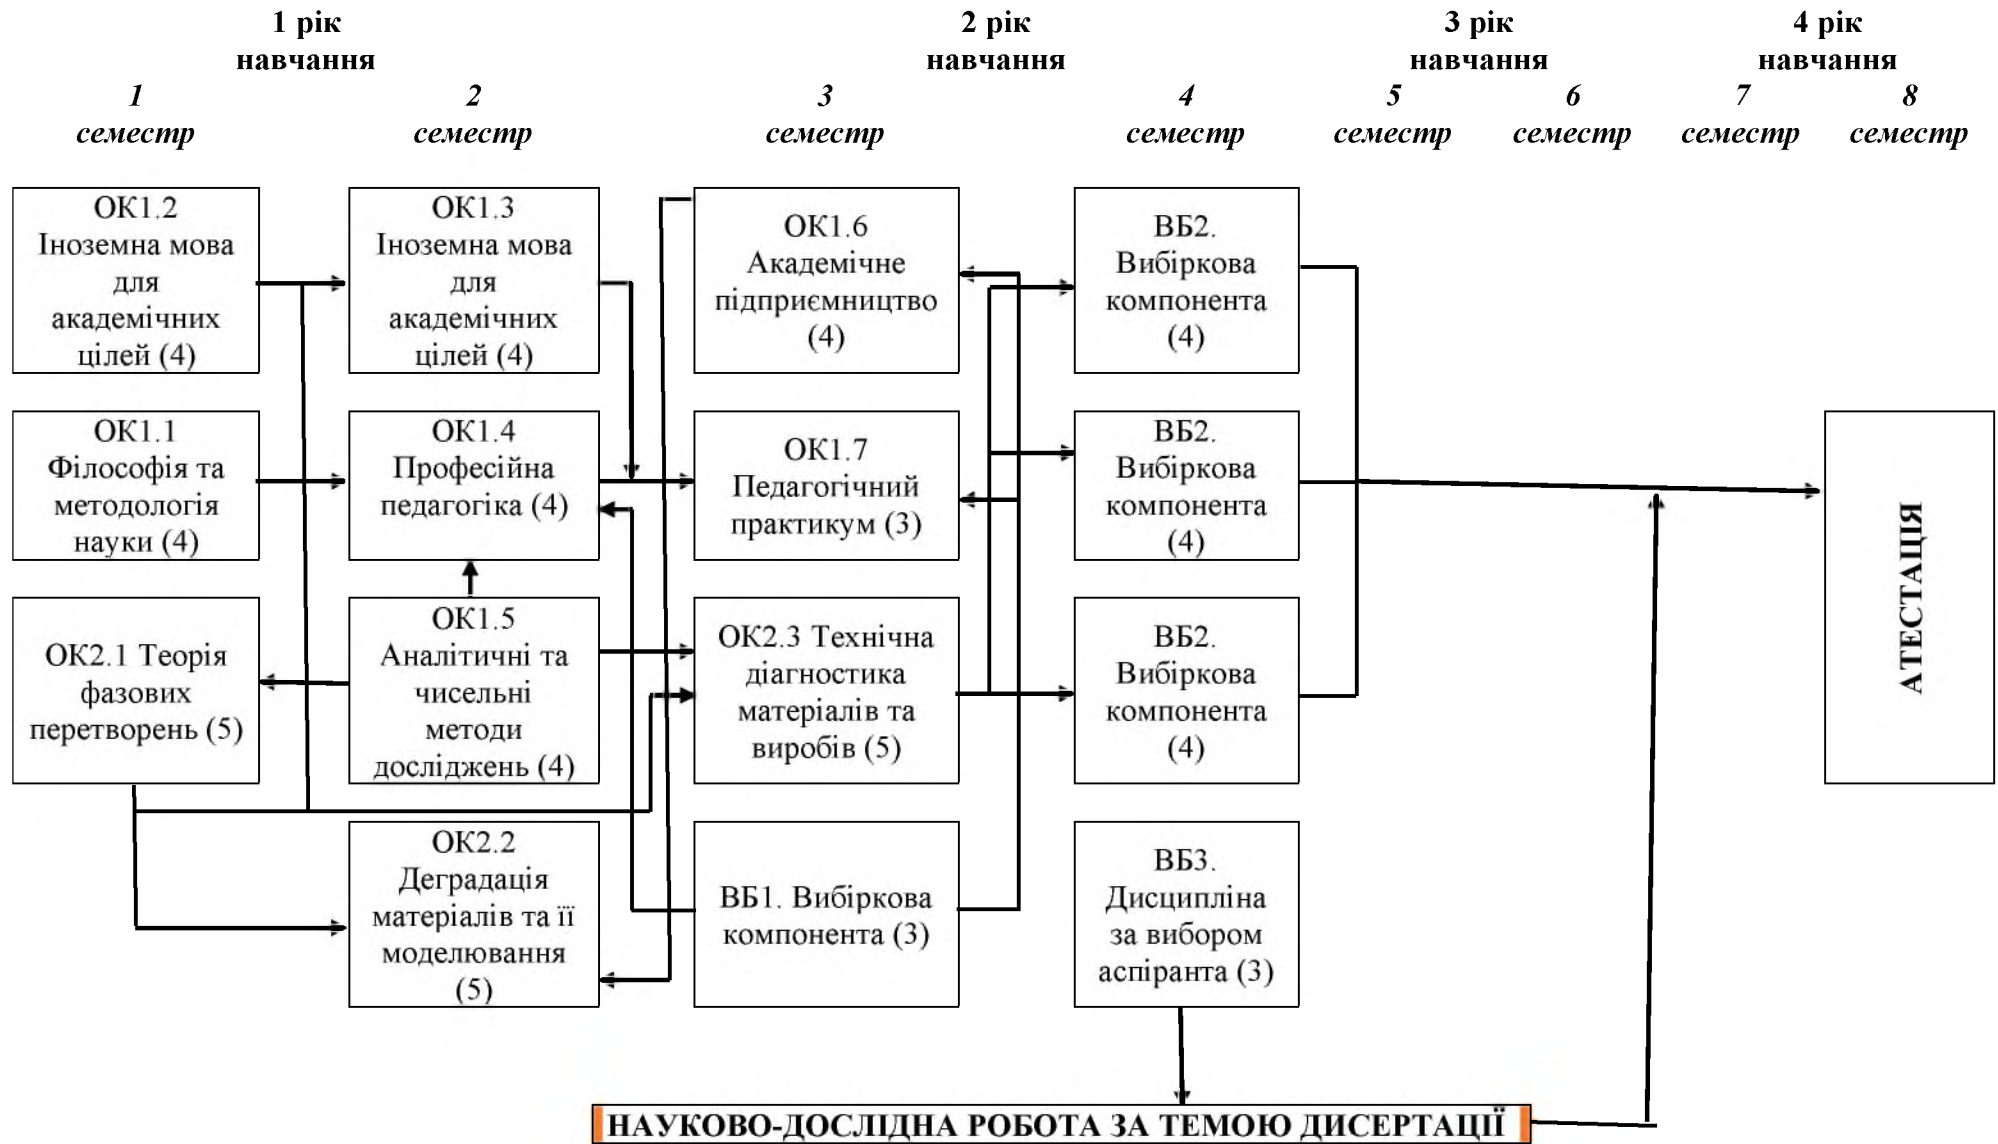 1 рік
навчання
2 рік
навчання
3 рік
навчання
4 рік
навчання
1
семестр
2
семестр
3
семестр
4
семестр
5
семестр
6
семестр
7
семестр
8
семестр
ОК1.2
Іноземна мова
для
академічних
цілей (4)
ОК1.3
Іноземна мова
для
академічних
цілей (4)
ОК1.6
Академічне
підприємництво
(4)
ВБ2.
Вибіркова
компонента
(4)
ОК1.1
Філософія та
методологія
науки (4)
ОК1.4
Професійна
педагогіка (4)
ОК1.7
Педагогічний
практикум (3)
ВБ2.
Вибіркова
компонента
(4)
АТЕСТАЦІЯ
ОК2.1 Теорія
фазових
перетворень (5)
ОК1.5
Аналітичні та
чисельні
методи
досліджень (4)
ОК2.3 Технічна
діагностика
матеріалів та
виробів (5)
ВБ2.
Вибіркова
компонента
(4)
ОК2.2
Деградація
матеріалів та її
моделювання
(5)
ВБ1. Вибіркова
компонента (3)
ВБ3.
Дисципліна
за вибором
аспіранта (3)
НАУКОВО-ДОСЛІДНА РОБОТА ЗА ТЕМОЮ ДИСЕРТАЦІЇ